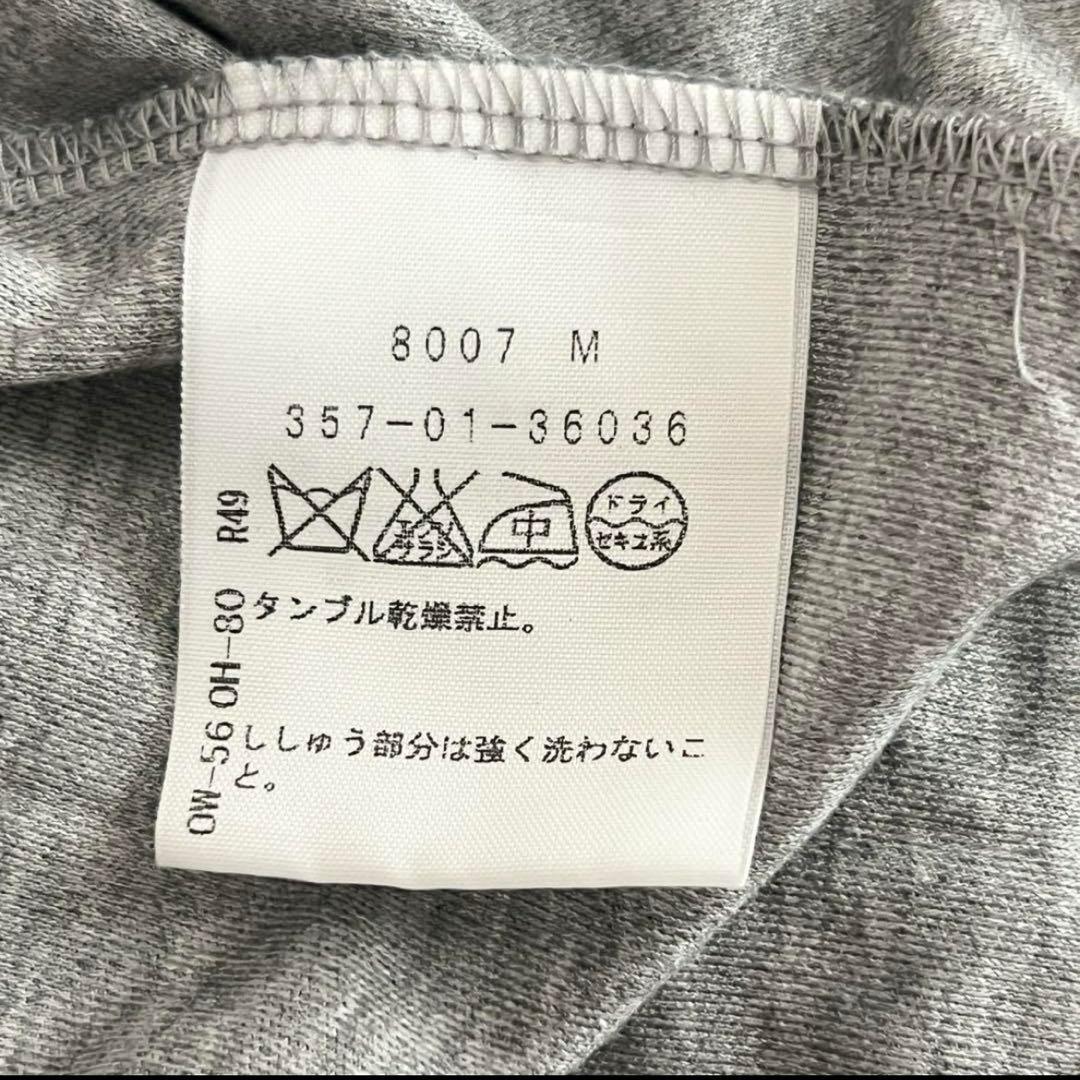 8007 M
357-01-36036
エンソ
サラシ
中
ドライ
セキユ系
タンブル乾燥禁止。
ししゅう部分は強く洗わないこ
と。
OW-56 OH-80 R49